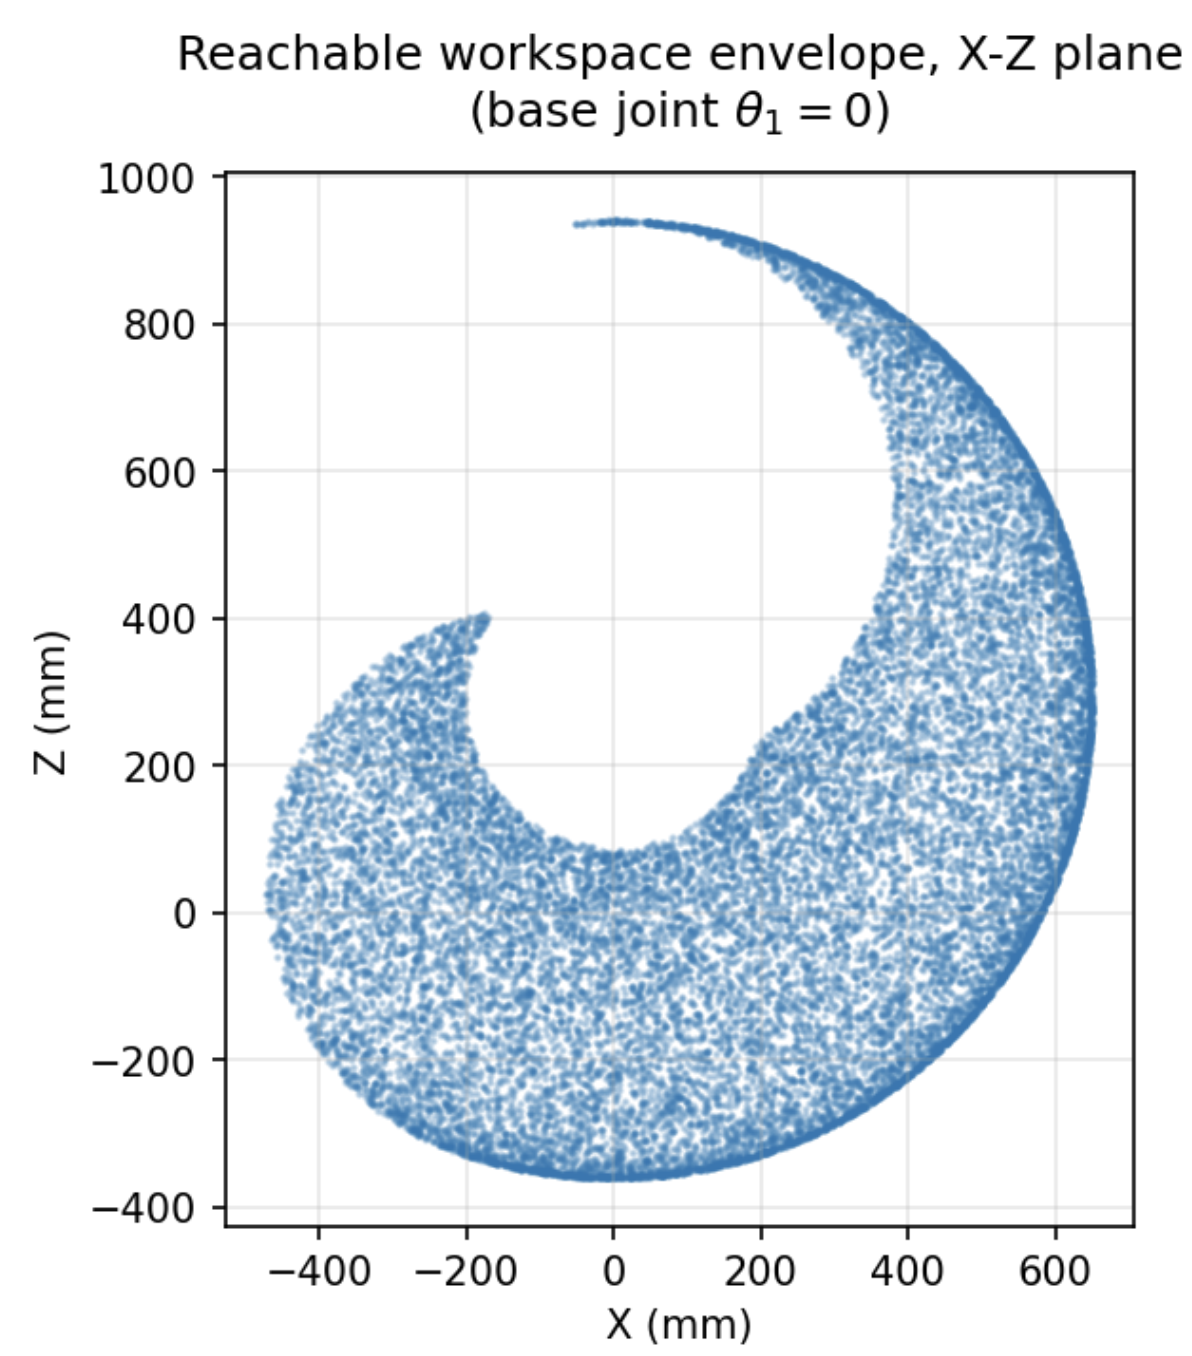 Reachable workspace envelope, X-Z plane
(base joint θ₁ = 0)
1000
800
600
400
200
0
−200
−400
Z (mm)
−400 −200 0 200 400 600
X (mm)